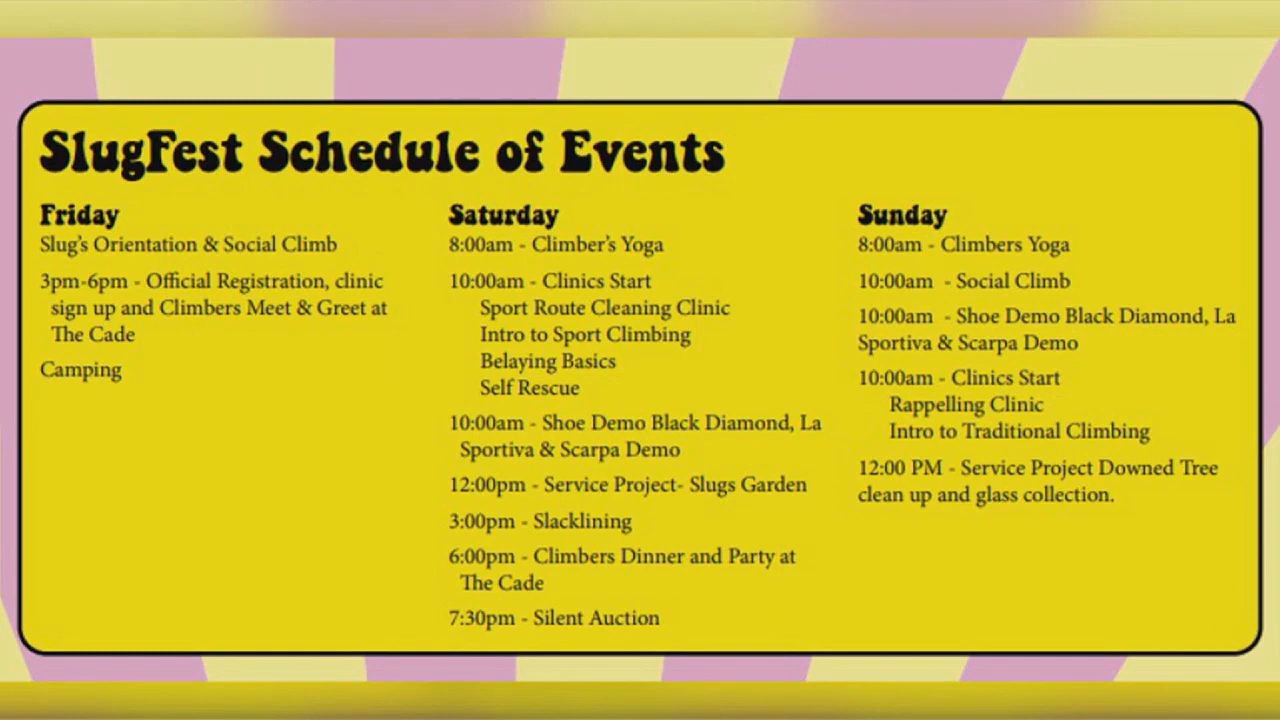 SlugFest Schedule of Events
Friday
Slug's Orientation & Social Climb
3pm-6pm - Official Registration, clinic
sign up and Climbers Meet & Greet at
The Cade
Camping
Saturday
8:00am - Climber's Yoga
10:00am - Clinics Start
Sport Route Cleaning Clinic
Intro to Sport Climbing
Belaying Basics
Self Rescue
10:00am - Shoe Demo Black Diamond, La
Sportiva & Scarpa Demo
12:00pm - Service Project- Slugs Garden
3:00pm - Slacklining
6:00pm - Climbers Dinner and Party at
The Cade
7:30pm - Silent Auction
Sunday
8:00am - Climbers Yoga
10:00am  - Social Climb
10:00am  - Shoe Demo Black Diamond, La
Sportiva & Scarpa Demo
10:00am - Clinics Start
Rappelling Clinic
Intro to Traditional Climbing
12:00 PM - Service Project Downed Tree
clean up and glass collection.